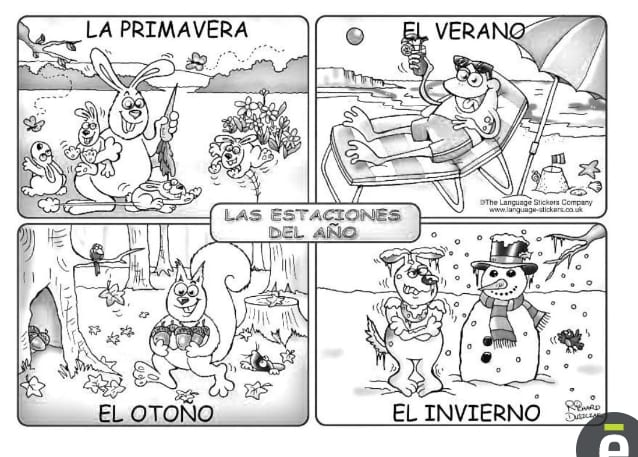 LA PRIMAVERA
EL VERANO
©The Language Stickers Company
www.language-stickers.co.uk
LAS ESTACIONES
DEL AÑO
EL OTOÑO
EL INVIERNO